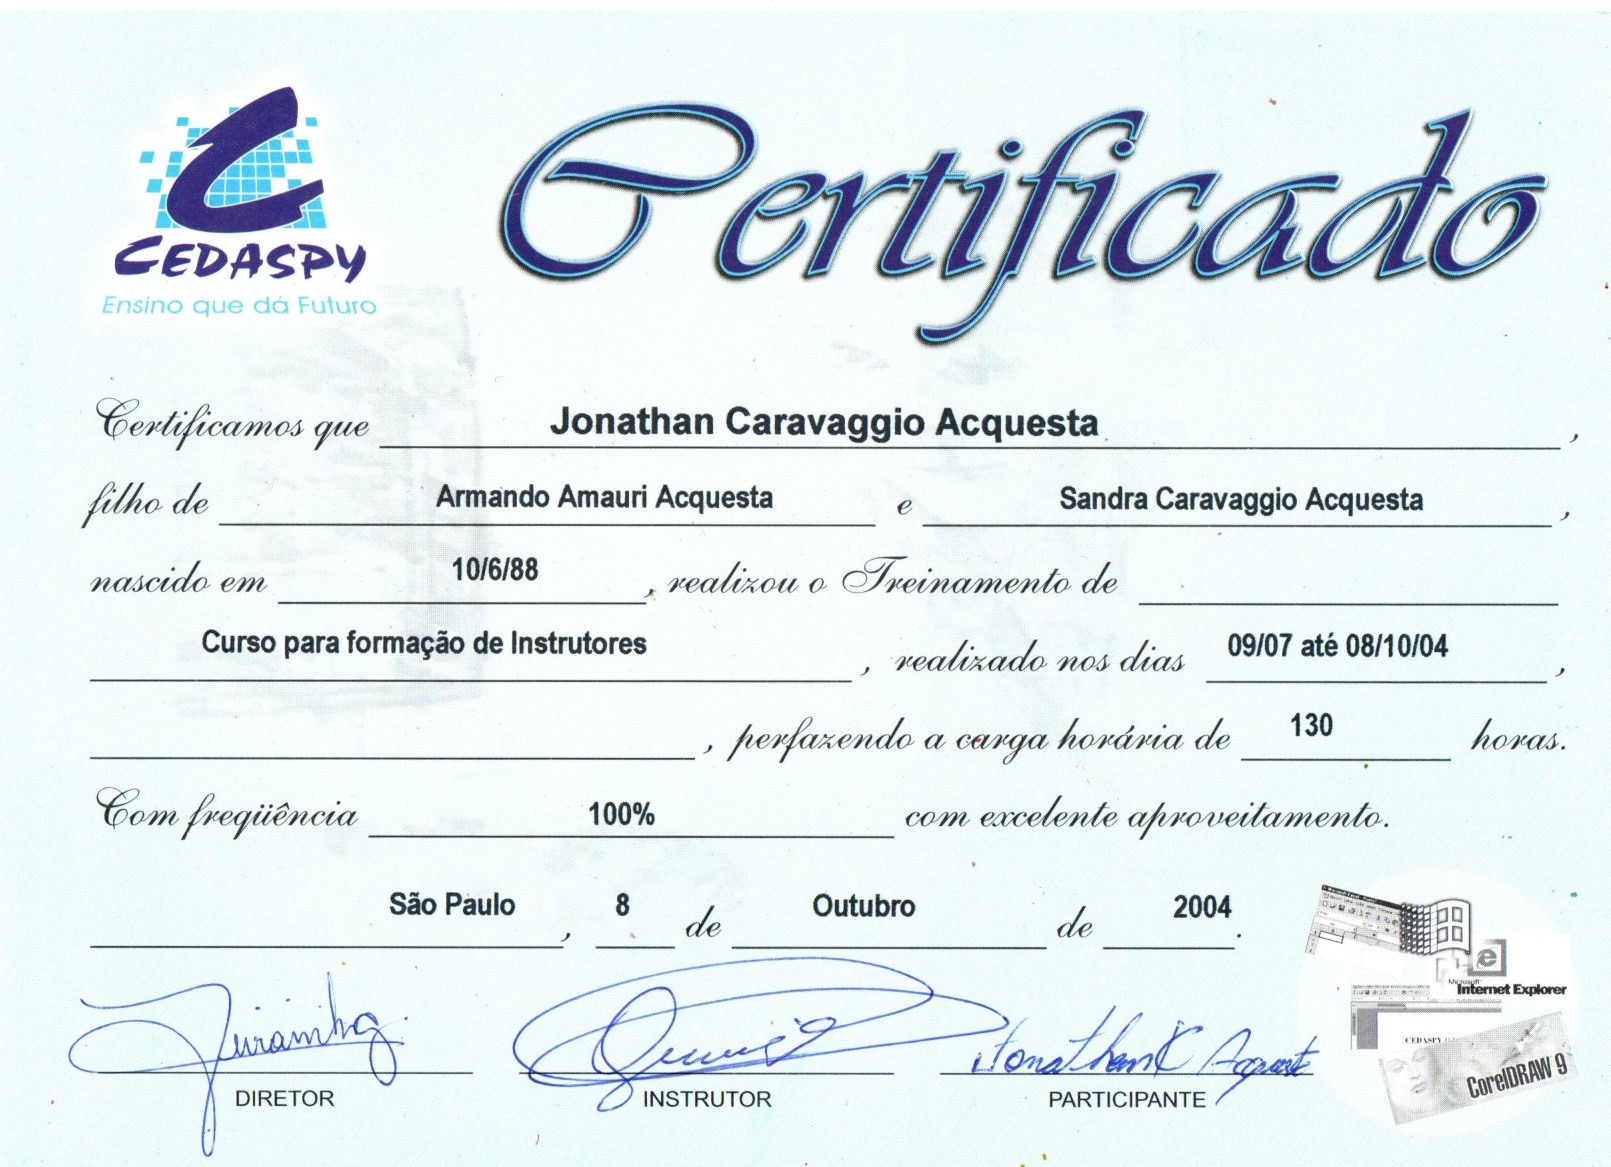 CEDASPY
Ensino que dá Futuro
Certificado
Certificamos que Jonathan Caravaggio Acquesta,
filho de Armando Amauri Acquesta e Sandra Caravaggio Acquesta,
nascido em 10/6/88, realizou o Treinamento de
Curso para formação de Instrutores, realizado nos dias 09/07 até 08/10/04,
, perfazendo a carga horária de 130 horas.
Com freqüência 100% com excelente aproveitamento.
São Paulo, 8 de Outubro de 2004.
Microsoft
Internet Explorer
CEDASPY
CorelDRAW 9
Jonathan C Acquesta
DIRETOR INSTRUTOR PARTICIPANTE